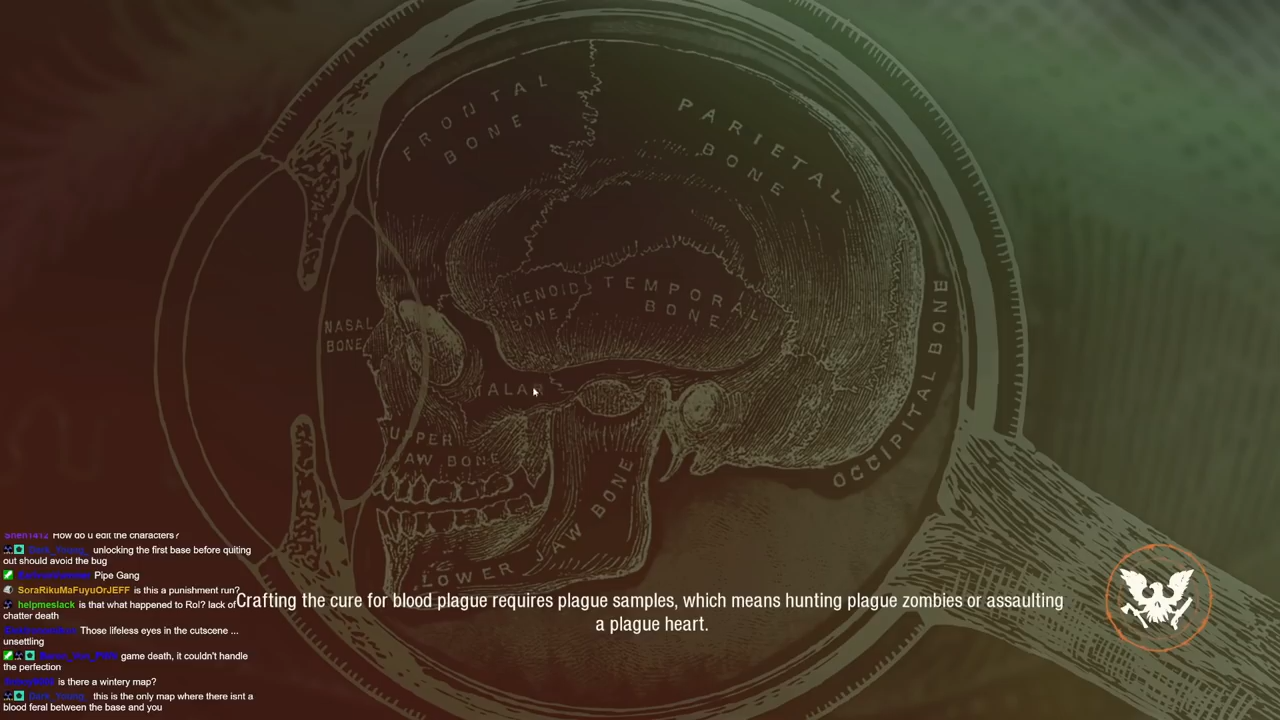 FRONTAL
BONE
PARIETAL
BONE
SPHENOID
BONE
TEMPORAL
BONE
NASAL
BONE
OCCIPITAL BONE
UPPER
JAW BONE
LOWER JAW BONE
Crafting the cure for blood plague requires plague samples, which means hunting plague zombies or assaulting
a plague heart.
Shen1412 How do u edit the characters?
Dark_Young_ unlocking the first base before quiting
out should avoid the bug
Pipe Gang
SoraRikuMaFuyuOrJEFF is this a punishment run?
helpmeslack is that what happened to Rol? lack of
chatter death
Those lifeless eyes in the cutscene ...
unsettling
game death, it couldn't handle
the perfection
is there a wintery map?
Dark_Young_ this is the only map where there isnt a
blood feral between the base and you